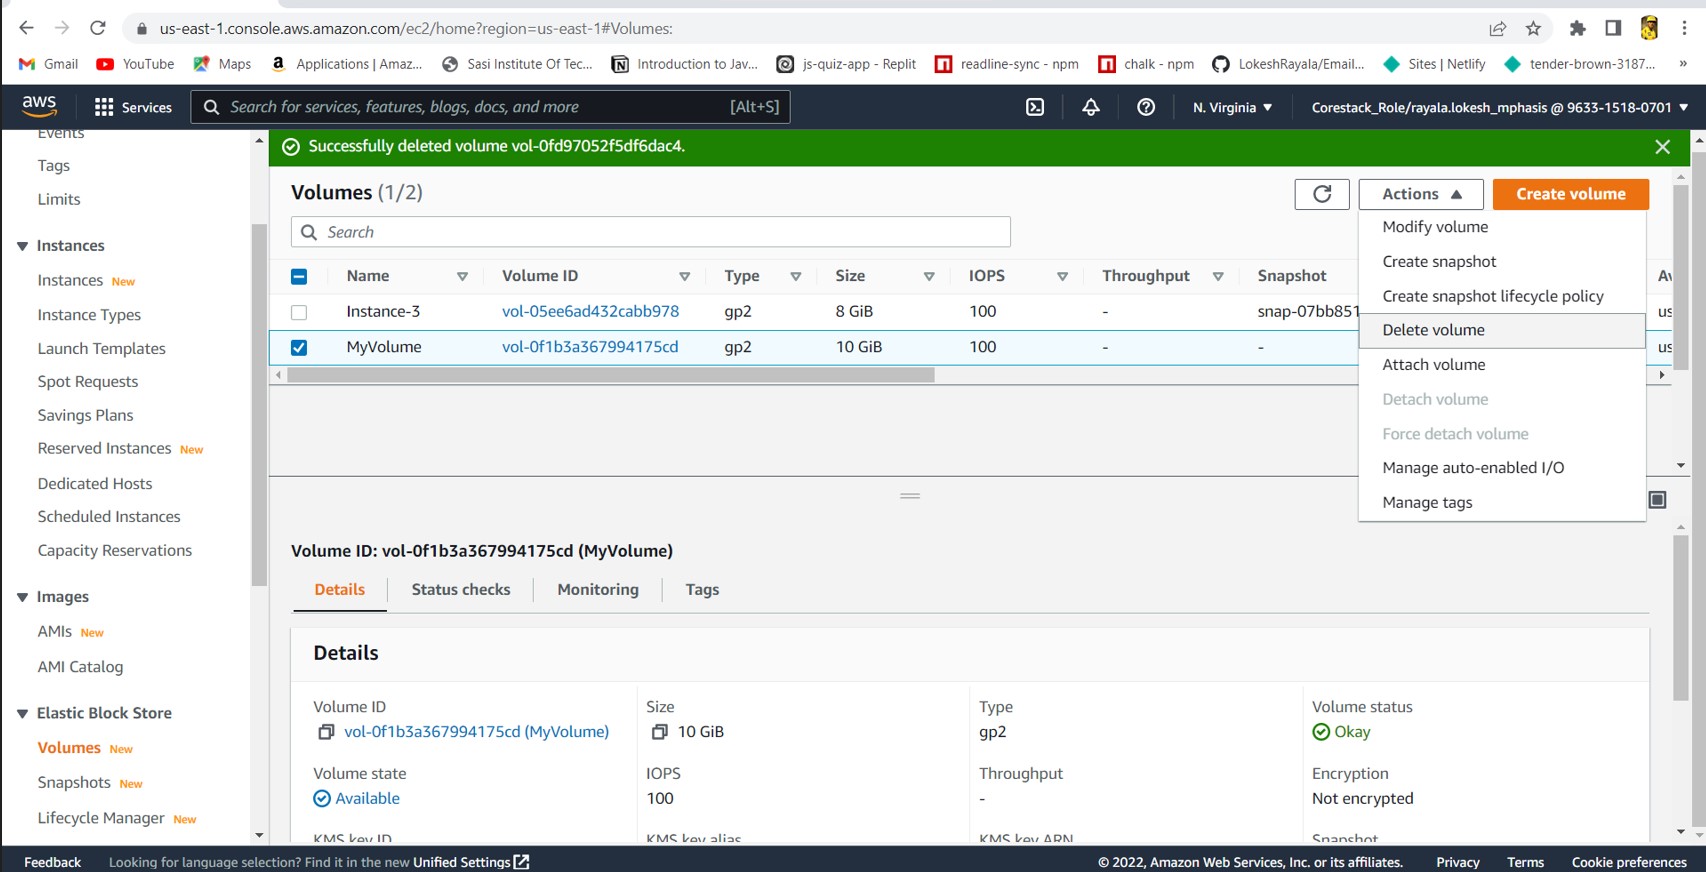 us-east-1.console.aws.amazon.com/ec2/home?region=us-east-1#Volumes:
Gmail YouTube Maps Applications | Amaz... Sasi Institute Of Tec... Introduction to Jav... js-quiz-app - Replit readline-sync - npm chalk - npm LokeshRayala/Email... Sites | Netlify tender-brown-3187... »
aws Services Search for services, features, blogs, docs, and more [Alt+S] N. Virginia Corestack_Role/rayala.lokesh_mphasis @ 9633-1518-0701
Events
Tags
Limits
Instances
Instances New
Instance Types
Launch Templates
Spot Requests
Savings Plans
Reserved Instances New
Dedicated Hosts
Scheduled Instances
Capacity Reservations
Images
AMIs New
AMI Catalog
Elastic Block Store
Volumes New
Snapshots New
Lifecycle Manager New
Successfully deleted volume vol-0fd97052f5df6dac4.
Volumes (1/2)
Actions Create volume
Search
Name Volume ID Type Size IOPS Throughput Snapshot
Instance-3 vol-05ee6ad432cabb978 gp2 8 GiB 100 - snap-07bb851 us
MyVolume vol-0f1b3a367994175cd gp2 10 GiB 100 - - us
Modify volume
Create snapshot
Create snapshot lifecycle policy
Delete volume
Attach volume
Detach volume
Force detach volume
Manage auto-enabled I/O
Manage tags
Volume ID: vol-0f1b3a367994175cd (MyVolume)
Details Status checks Monitoring Tags
Details
Volume ID Size Type Volume status
vol-0f1b3a367994175cd (MyVolume) 10 GiB gp2 Okay
Volume state IOPS Throughput Encryption
Available 100 - Not encrypted
KMS key ID KMS key alias KMS key ARN Snapshot
Feedback Looking for language selection? Find it in the new Unified Settings © 2022, Amazon Web Services, Inc. or its affiliates. Privacy Terms Cookie preferences